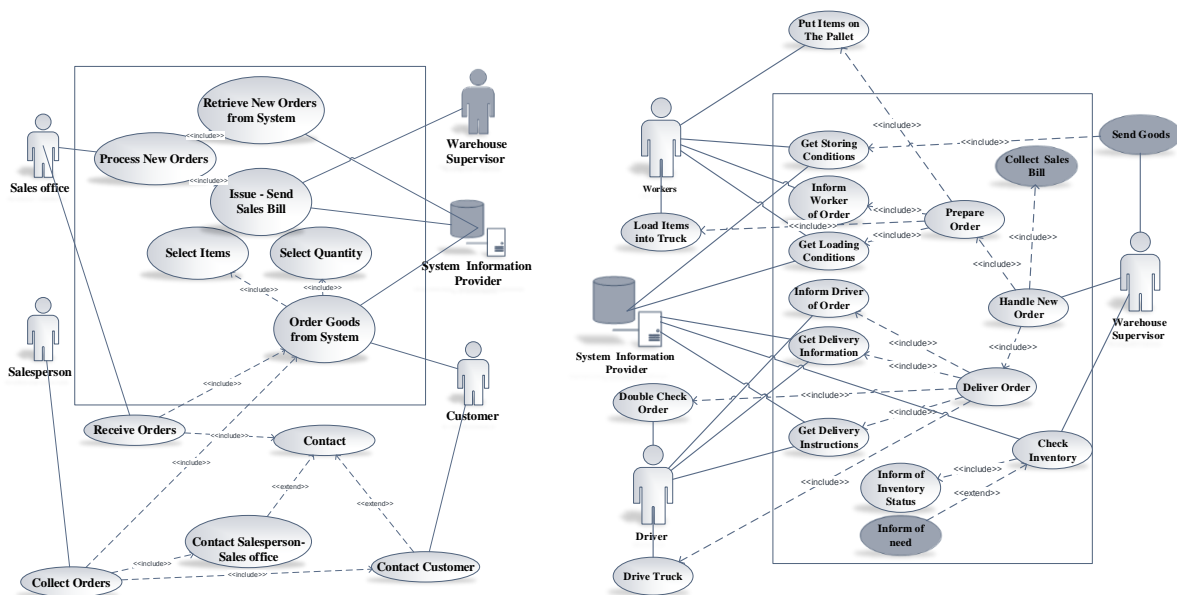 Retrieve New Orders
from System
<<include>>
Process New Orders
Sales office
Warehouse
Supervisor
<<include>>
Issue - Send
Sales Bill
Select Items
Select Quantity
System Information
Provider
<<include>>
<<include>>
Order Goods
from System
Salesperson
<<include>>
Customer
Receive Orders
<<include>>
Contact
<<include>>
<<extend>>
<<extend>>
Contact Salesperson-
Sales office
<<include>>
Contact Customer
<<include>>
Collect Orders
Put Items on
The Pallet
<<include>>
Send Goods
<<include>>
Get Storing
Conditions
Collect Sales
Bill
Workers
Inform
Worker
of Order
<<include>>
Prepare
Order
Load Items
into Truck
<<include>>
<<include>>
Get Loading
Conditions
<<include>>
Inform Driver
of Order
Handle New
Order
Warehouse
Supervisor
<<include>>
Get Delivery
Information
<<include>>
<<include>>
System Information
Provider
Deliver Order
Double Check
Order
<<include>>
<<include>>
Get Delivery
Instructions
Check
Inventory
<<include>>
<<include>>
Inform of
Inventory
Status
<<extend>>
Inform of
need
Driver
Drive Truck